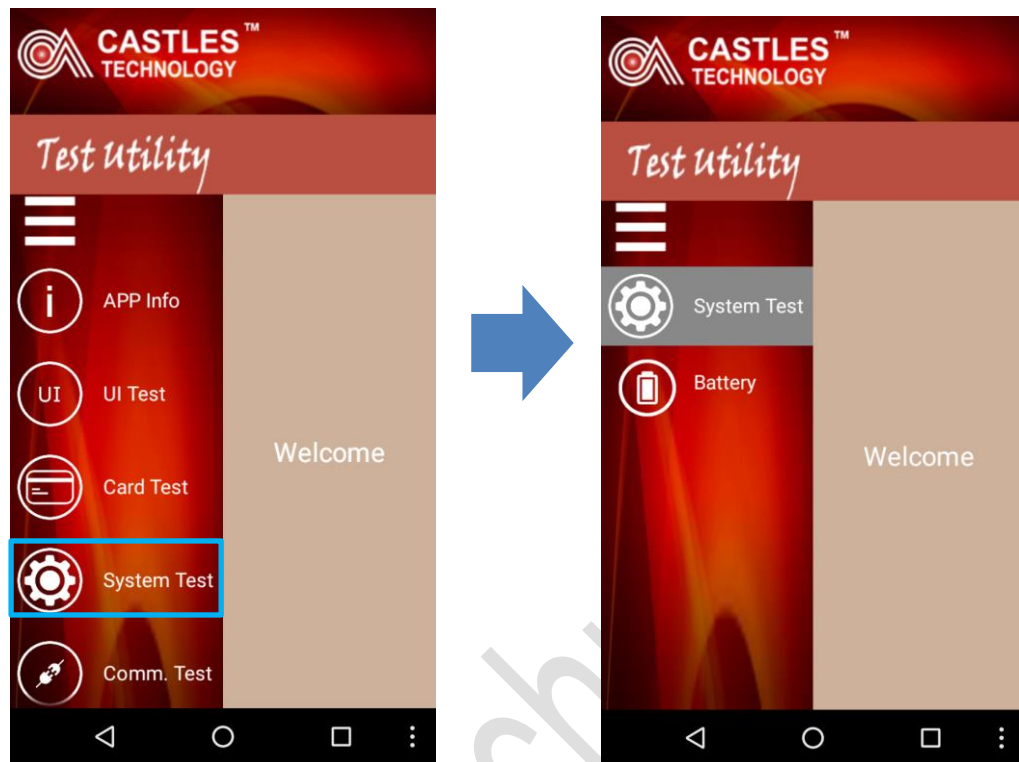 CASTLES™
TECHNOLOGY
Test Utility
i APP Info
UI UI Test
Card Test
System Test
Comm. Test
Welcome
CASTLES™
TECHNOLOGY
Test Utility
System Test
Battery
Welcome